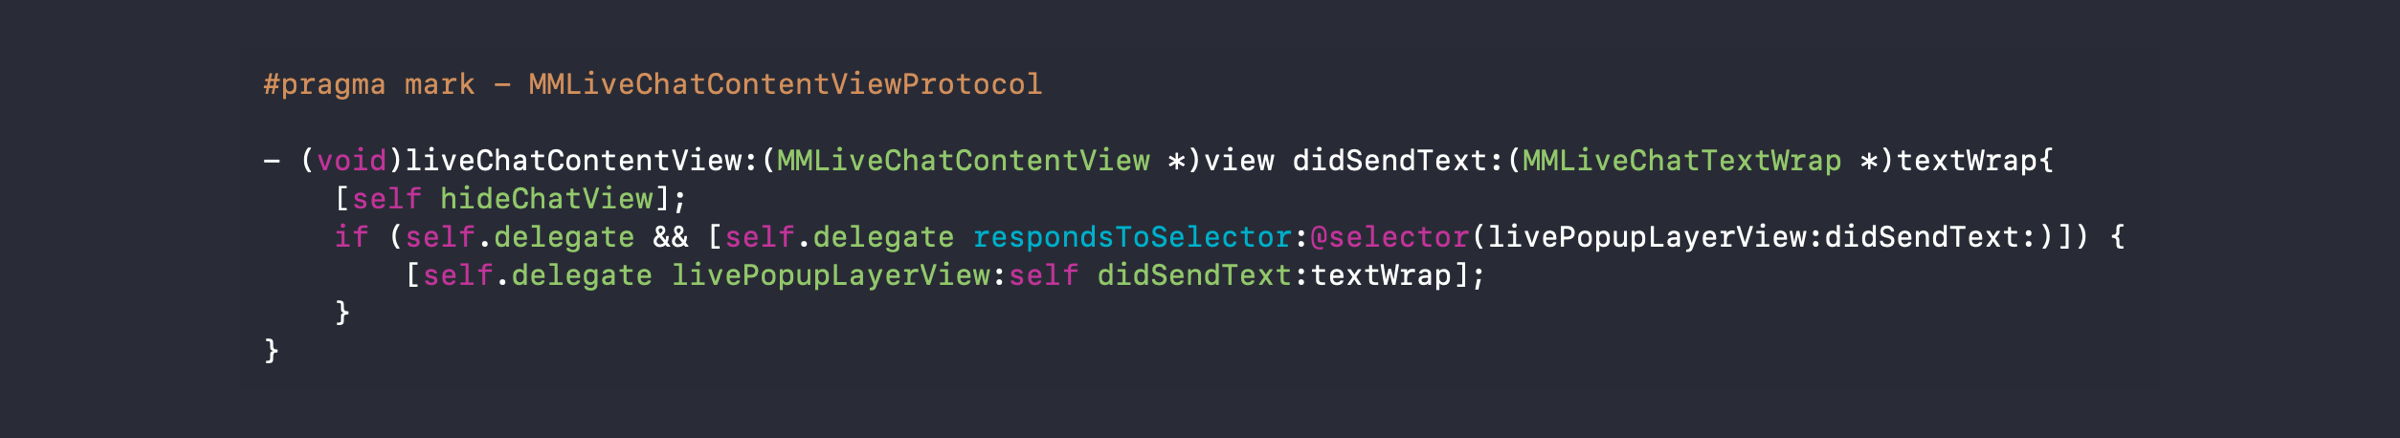 #pragma mark - MMLiveChatContentViewProtocol
- (void)liveChatContentView:(MMLiveChatContentView *)view didSendText:(MMLiveChatTextWrap *)textWrap{
    [self hideChatView];
    if (self.delegate && [self.delegate respondsToSelector:@selector(livePopupLayerView:didSendText:)]) {
        [self.delegate livePopupLayerView:self didSendText:textWrap];
    }
}